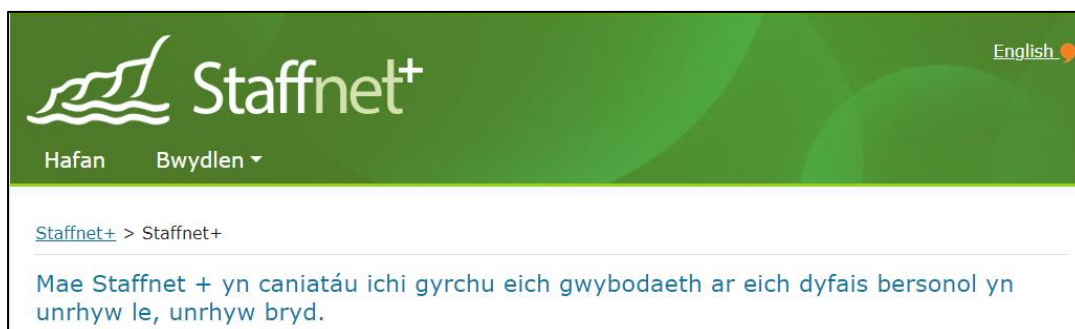 English
Staffnet+
Hafan Bwydlen
Staffnet+ > Staffnet+
Mae Staffnet + yn caniatáu ichi gyrchu eich gwybodaeth ar eich dyfais bersonol yn
unrhyw le, unrhyw bryd.